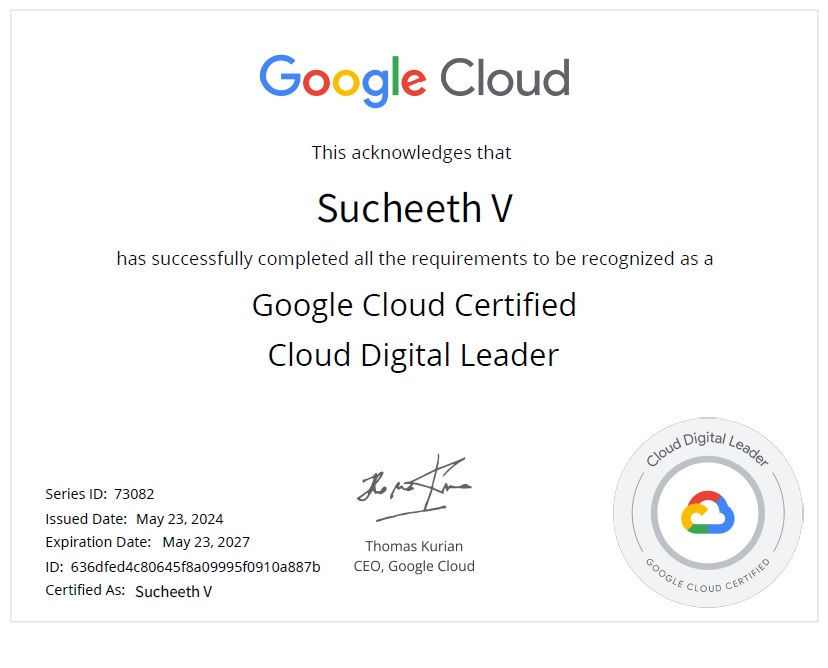 Google Cloud
This acknowledges that
Sucheeth V
has successfully completed all the requirements to be recognized as a
Google Cloud Certified
Cloud Digital Leader
Series ID: 73082
Issued Date: May 23, 2024
Expiration Date: May 23, 2027
ID: 636dfed4c80645f8a09995f0910a887b
Certified As: Sucheeth V
Thomas Kurian
CEO, Google Cloud
Cloud Digital Leader
GOOGLE CLOUD CERTIFIED